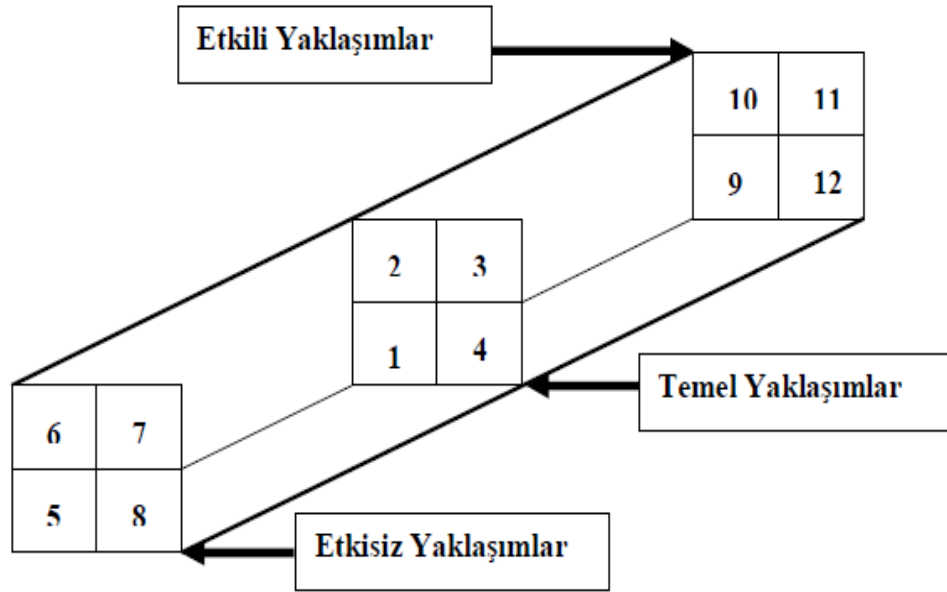 Etkili Yaklaşımlar
10 11
9 12
2 3
1 4
Temel Yaklaşımlar
6 7
5 8
Etkisiz Yaklaşımlar